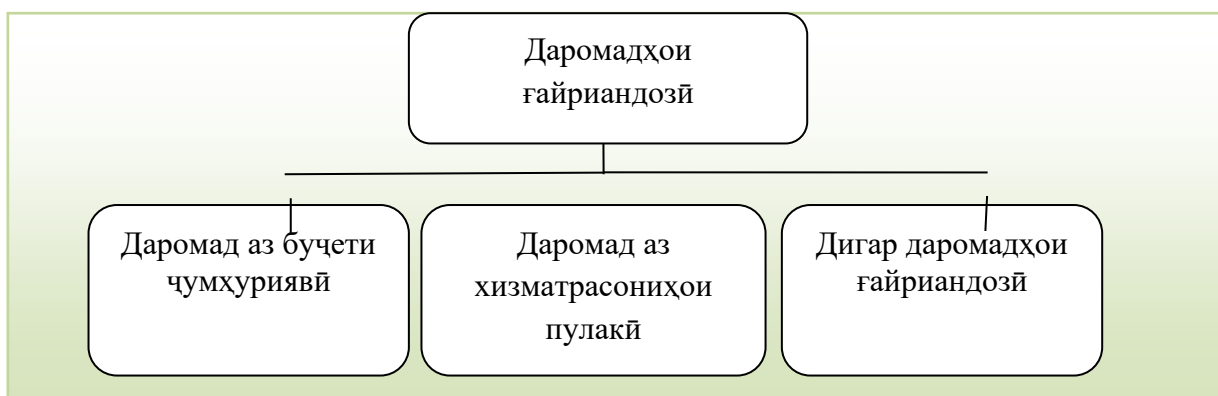 Даромадҳои
ғайриандозӣ
Даромад аз буҷети
ҷумҳуриявӣ
Даромад аз
хизматрасониҳои
пулакӣ
Дигар даромадҳои
ғайриандозӣ